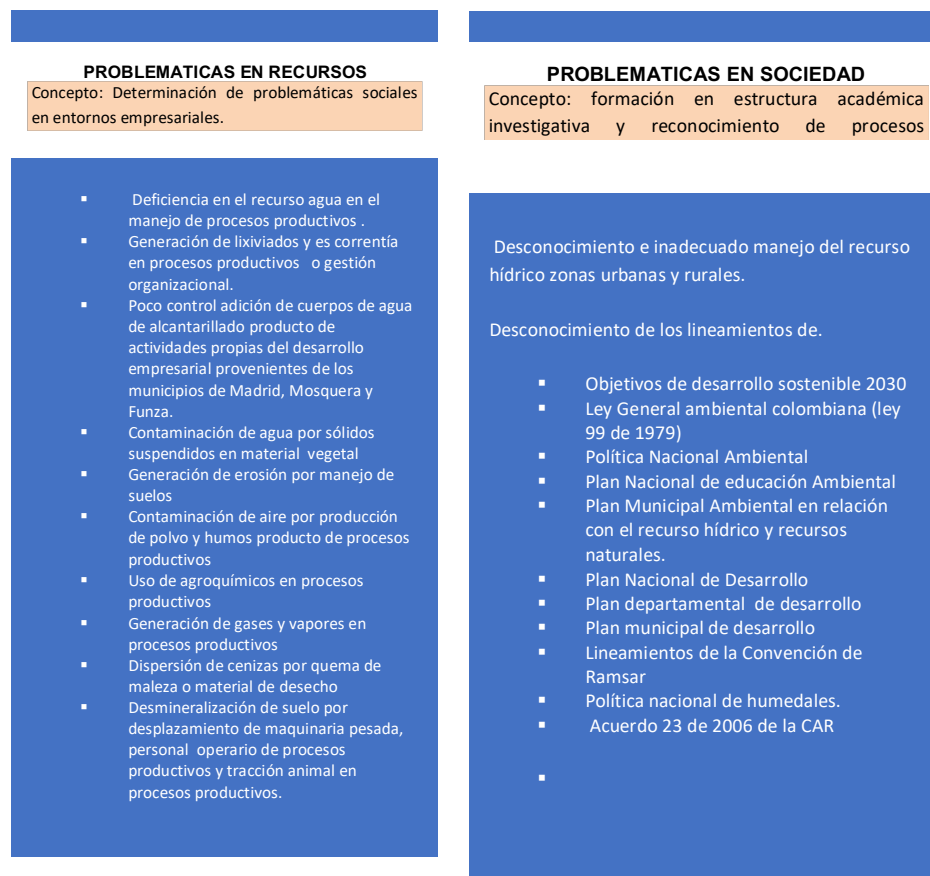 PROBLEMATICAS EN RECURSOS
Concepto: Determinación de problemáticas sociales
en entornos empresariales.
▪ Deficiencia en el recurso agua en el
manejo de procesos productivos .
▪ Generación de lixiviados y es correntía
en procesos productivos o gestión
organizacional.
▪ Poco control adición de cuerpos de agua
de alcantarillado producto de
actividades propias del desarrollo
empresarial provenientes de los
municipios de Madrid, Mosquera y
Funza.
▪ Contaminación de agua por sólidos
suspendidos en material vegetal
▪ Generación de erosión por manejo de
suelos
▪ Contaminación de aire por producción
de polvo y humos producto de procesos
productivos
▪ Uso de agroquímicos en procesos
productivos
▪ Generación de gases y vapores en
procesos productivos
▪ Dispersión de cenizas por quema de
maleza o material de desecho
▪ Desmineralización de suelo por
desplazamiento de maquinaria pesada,
personal operario de procesos
productivos y tracción animal en
procesos productivos.
PROBLEMATICAS EN SOCIEDAD
Concepto: formación en estructura académica
investigativa y reconocimiento de procesos
Desconocimiento e inadecuado manejo del recurso
hídrico zonas urbanas y rurales.
Desconocimiento de los lineamientos de.
▪ Objetivos de desarrollo sostenible 2030
▪ Ley General ambiental colombiana (ley
99 de 1979)
▪ Política Nacional Ambiental
▪ Plan Nacional de educación Ambiental
▪ Plan Municipal Ambiental en relación
con el recurso hídrico y recursos
naturales.
▪ Plan Nacional de Desarrollo
▪ Plan departamental de desarrollo
▪ Plan municipal de desarrollo
▪ Lineamientos de la Convención de
Ramsar
▪ Política nacional de humedales.
▪ Acuerdo 23 de 2006 de la CAR
▪